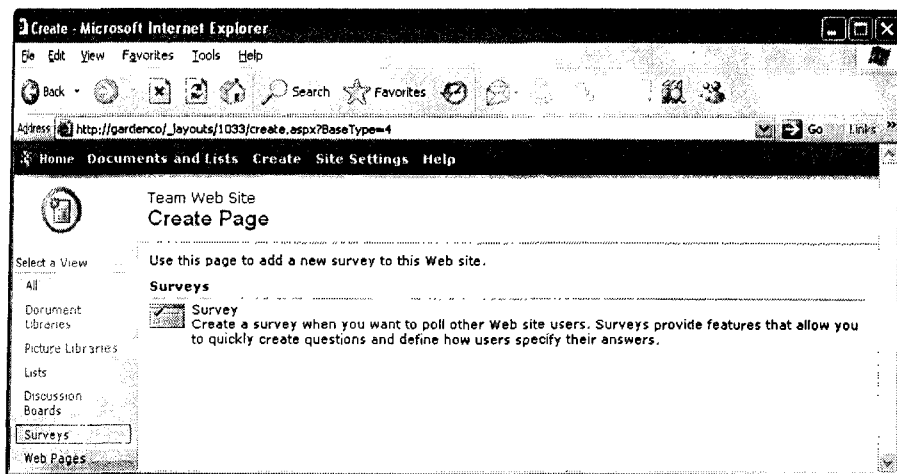 Create - Microsoft Internet Explorer
File Edit View Favorites Tools Help
Back Search Favorites
Address http://gardenco/_layouts/1033/create.aspx?BaseType=4 Go Links »
Home Documents and Lists Create Site Settings Help
Team Web Site
Create Page
Select a View
All
Document
Libraries
Picture Libraries
Lists
Discussion
Boards
Surveys
Web Pages
Use this page to add a new survey to this Web site.
Surveys
Survey
Create a survey when you want to poll other Web site users. Surveys provide features that allow you
to quickly create questions and define how users specify their answers.